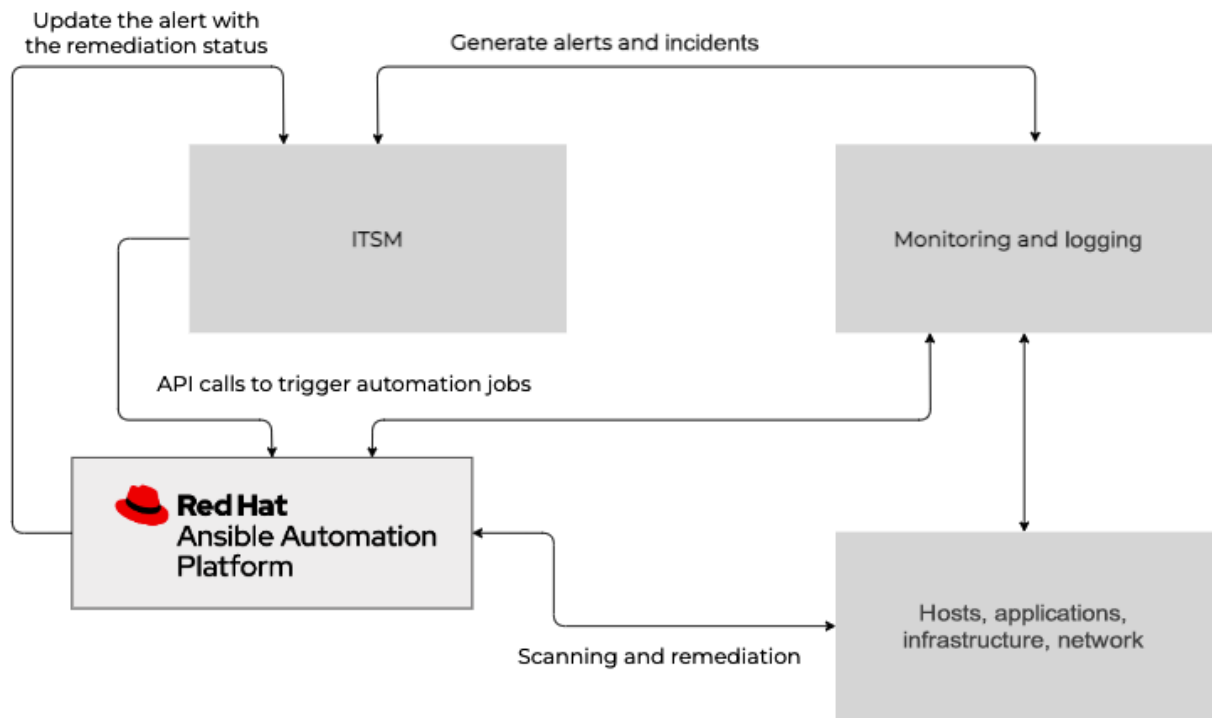 Update the alert with
the remediation status
Generate alerts and incidents
ITSM
Monitoring and logging
API calls to trigger automation jobs
Red Hat
Ansible Automation
Platform
Hosts, applications,
infrastructure, network
Scanning and remediation